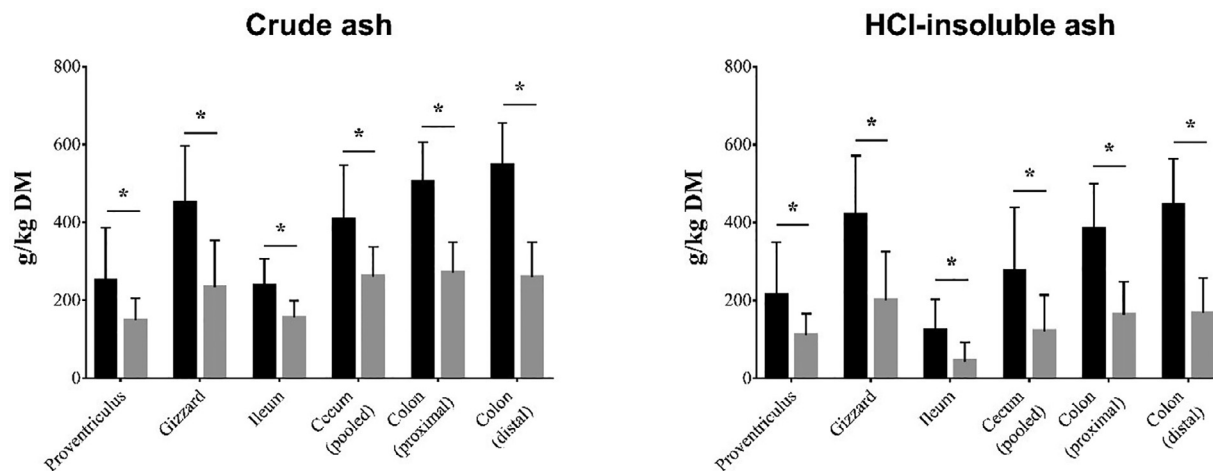 Crude ash
800
600
400
200
0
g/kg DM
*
*
*
*
*
*
Proventriculus
Gizzard
Ileum
Cecum
(pooled)
Colon
(proximal)
Colon
(distal)
HCl-insoluble ash
800
600
400
200
0
g/kg DM
*
*
*
*
*
*
Proventriculus
Gizzard
Ileum
Cecum
(pooled)
Colon
(proximal)
Colon
(distal)